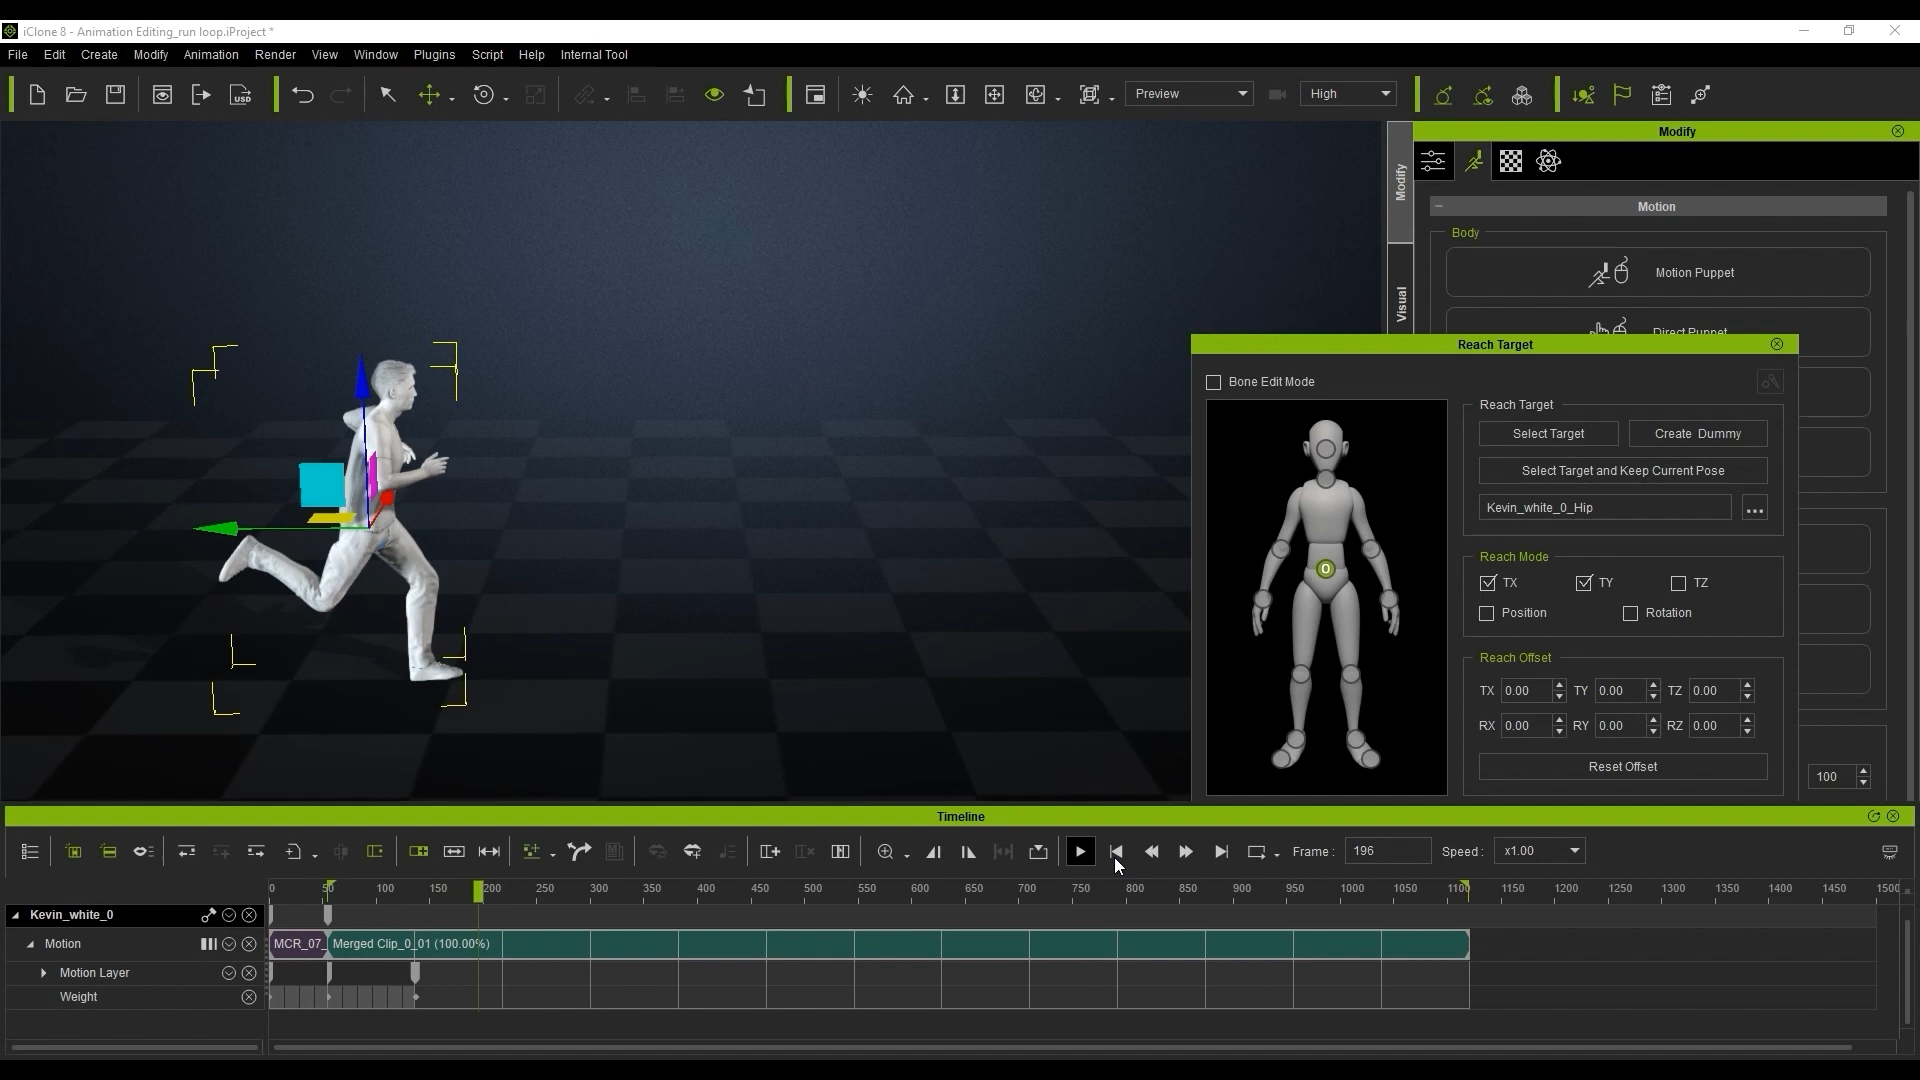 iClone 8 - Animation Editing_run loop.iProject *
File Edit Create Modify Animation Render View Window Plugins Script Help Internal Tool
USD Preview High
Modify
Modify
Visual
Motion
Body
Motion Puppet
Direct Puppet
Reach Target
Bone Edit Mode
Reach Target
Select Target Create Dummy
Select Target and Keep Current Pose
Kevin_white_0_Hip ...
Reach Mode
TX TY TZ
Position Rotation
Reach Offset
TX 0.00 TY 0.00 TZ 0.00
RX 0.00 RY 0.00 RZ 0.00
Reset Offset
100
Timeline
Frame : 196 Speed : x1.00
0 50 100 150 200 250 300 350 400 450 500 550 600 650 700 750 800 850 900 950 1000 1050 1100 1150 1200 1250 1300 1350 1400 1450 1500
Kevin_white_0
Motion MCR_07_ Merged Clip_0_01 (100.00%)
Motion Layer
Weight